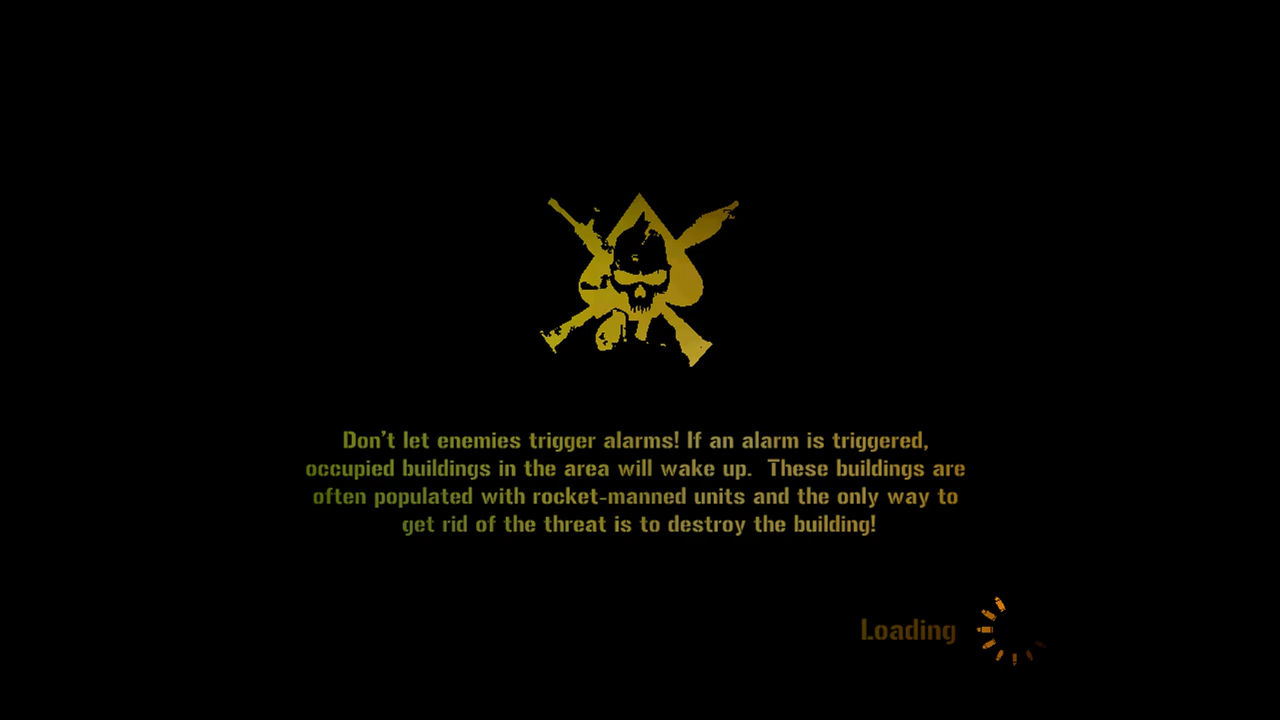 Don't let enemies trigger alarms! If an alarm is triggered,
occupied buildings in the area will wake up.  These buildings are
often populated with rocket-manned units and the only way to
get rid of the threat is to destroy the building!
Loading